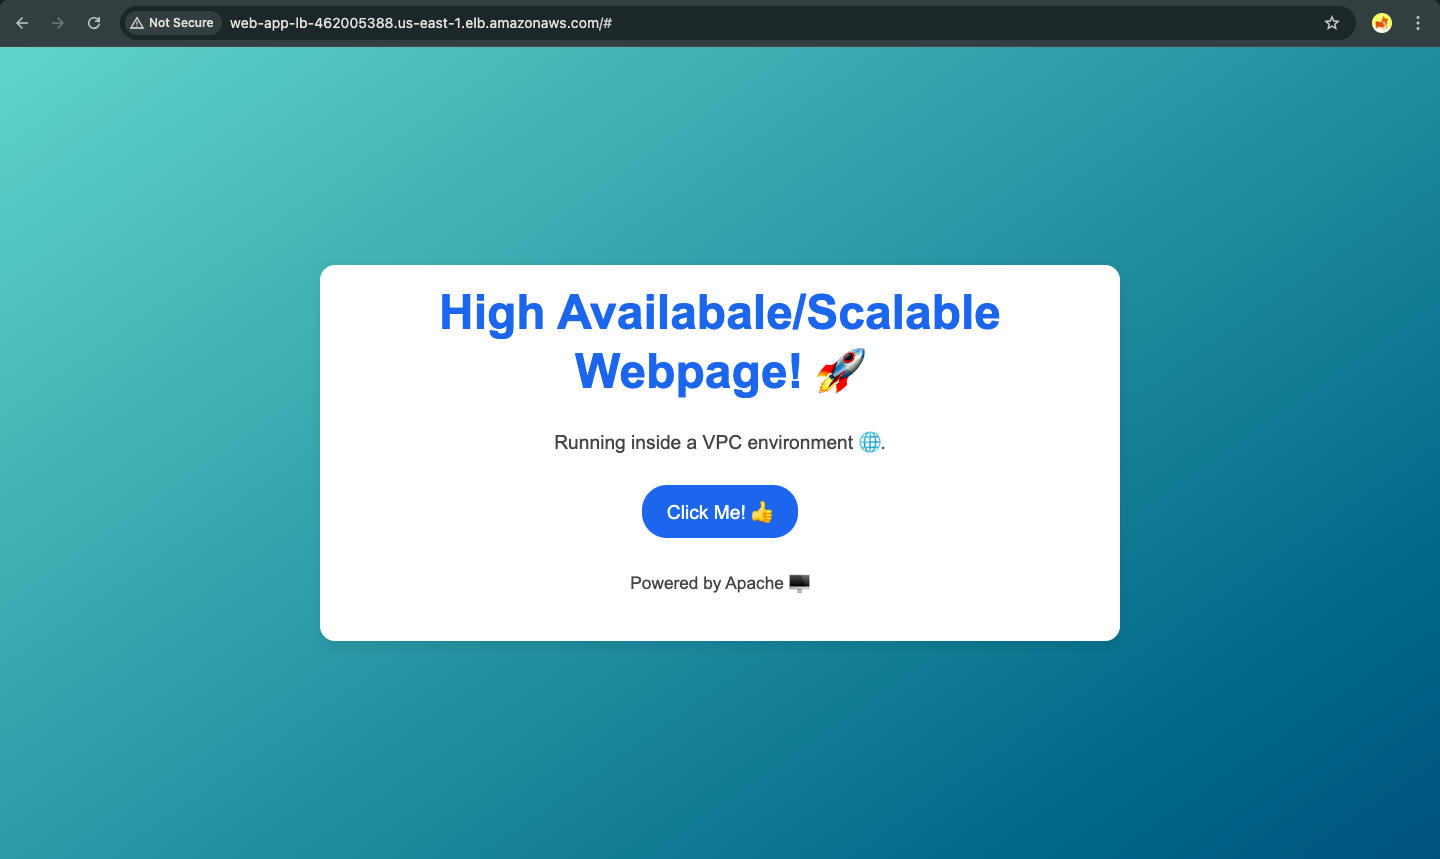 Not Secure web-app-lb-462005388.us-east-1.elb.amazonaws.com/#
High Availabale/Scalable
Webpage! 🚀
Running inside a VPC environment 🌐.
Click Me! 👍
Powered by Apache 🖥️